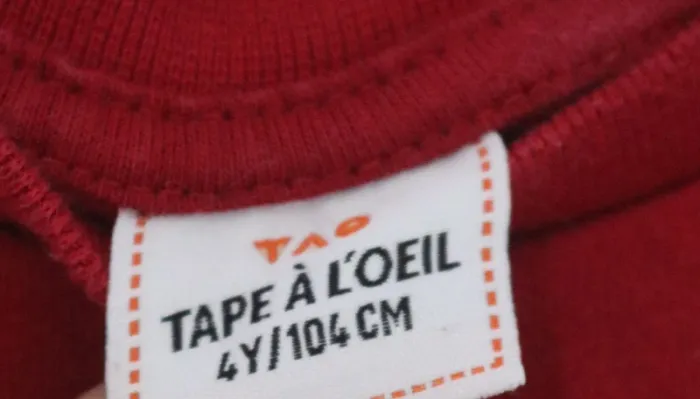 TAO
TAPE À L'OEIL
4Y/104 CM